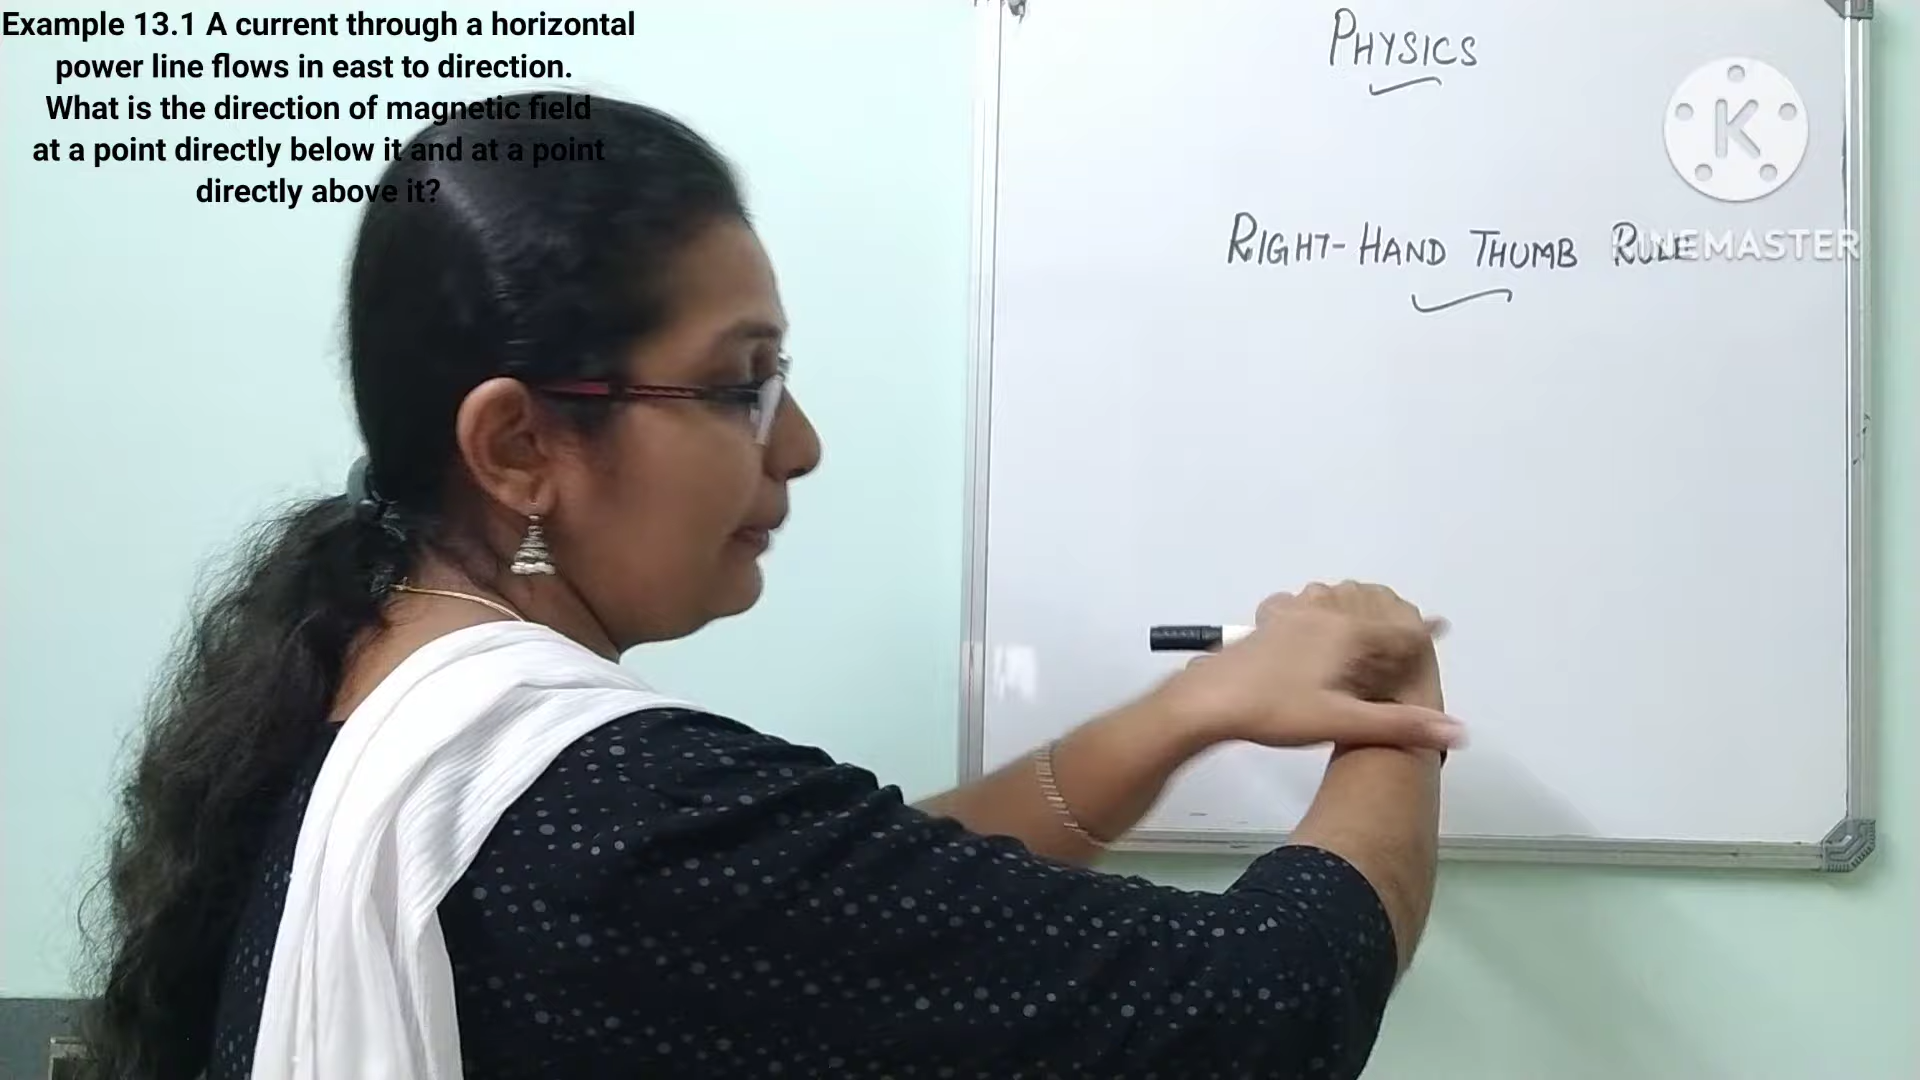 Example 13.1 A current through a horizontal
power line flows in east to direction.
What is the direction of magnetic field
at a point directly below it and at a point
directly above it?
PHYSICS
K
RIGHT-HAND THUMB RULE
KINEMASTER